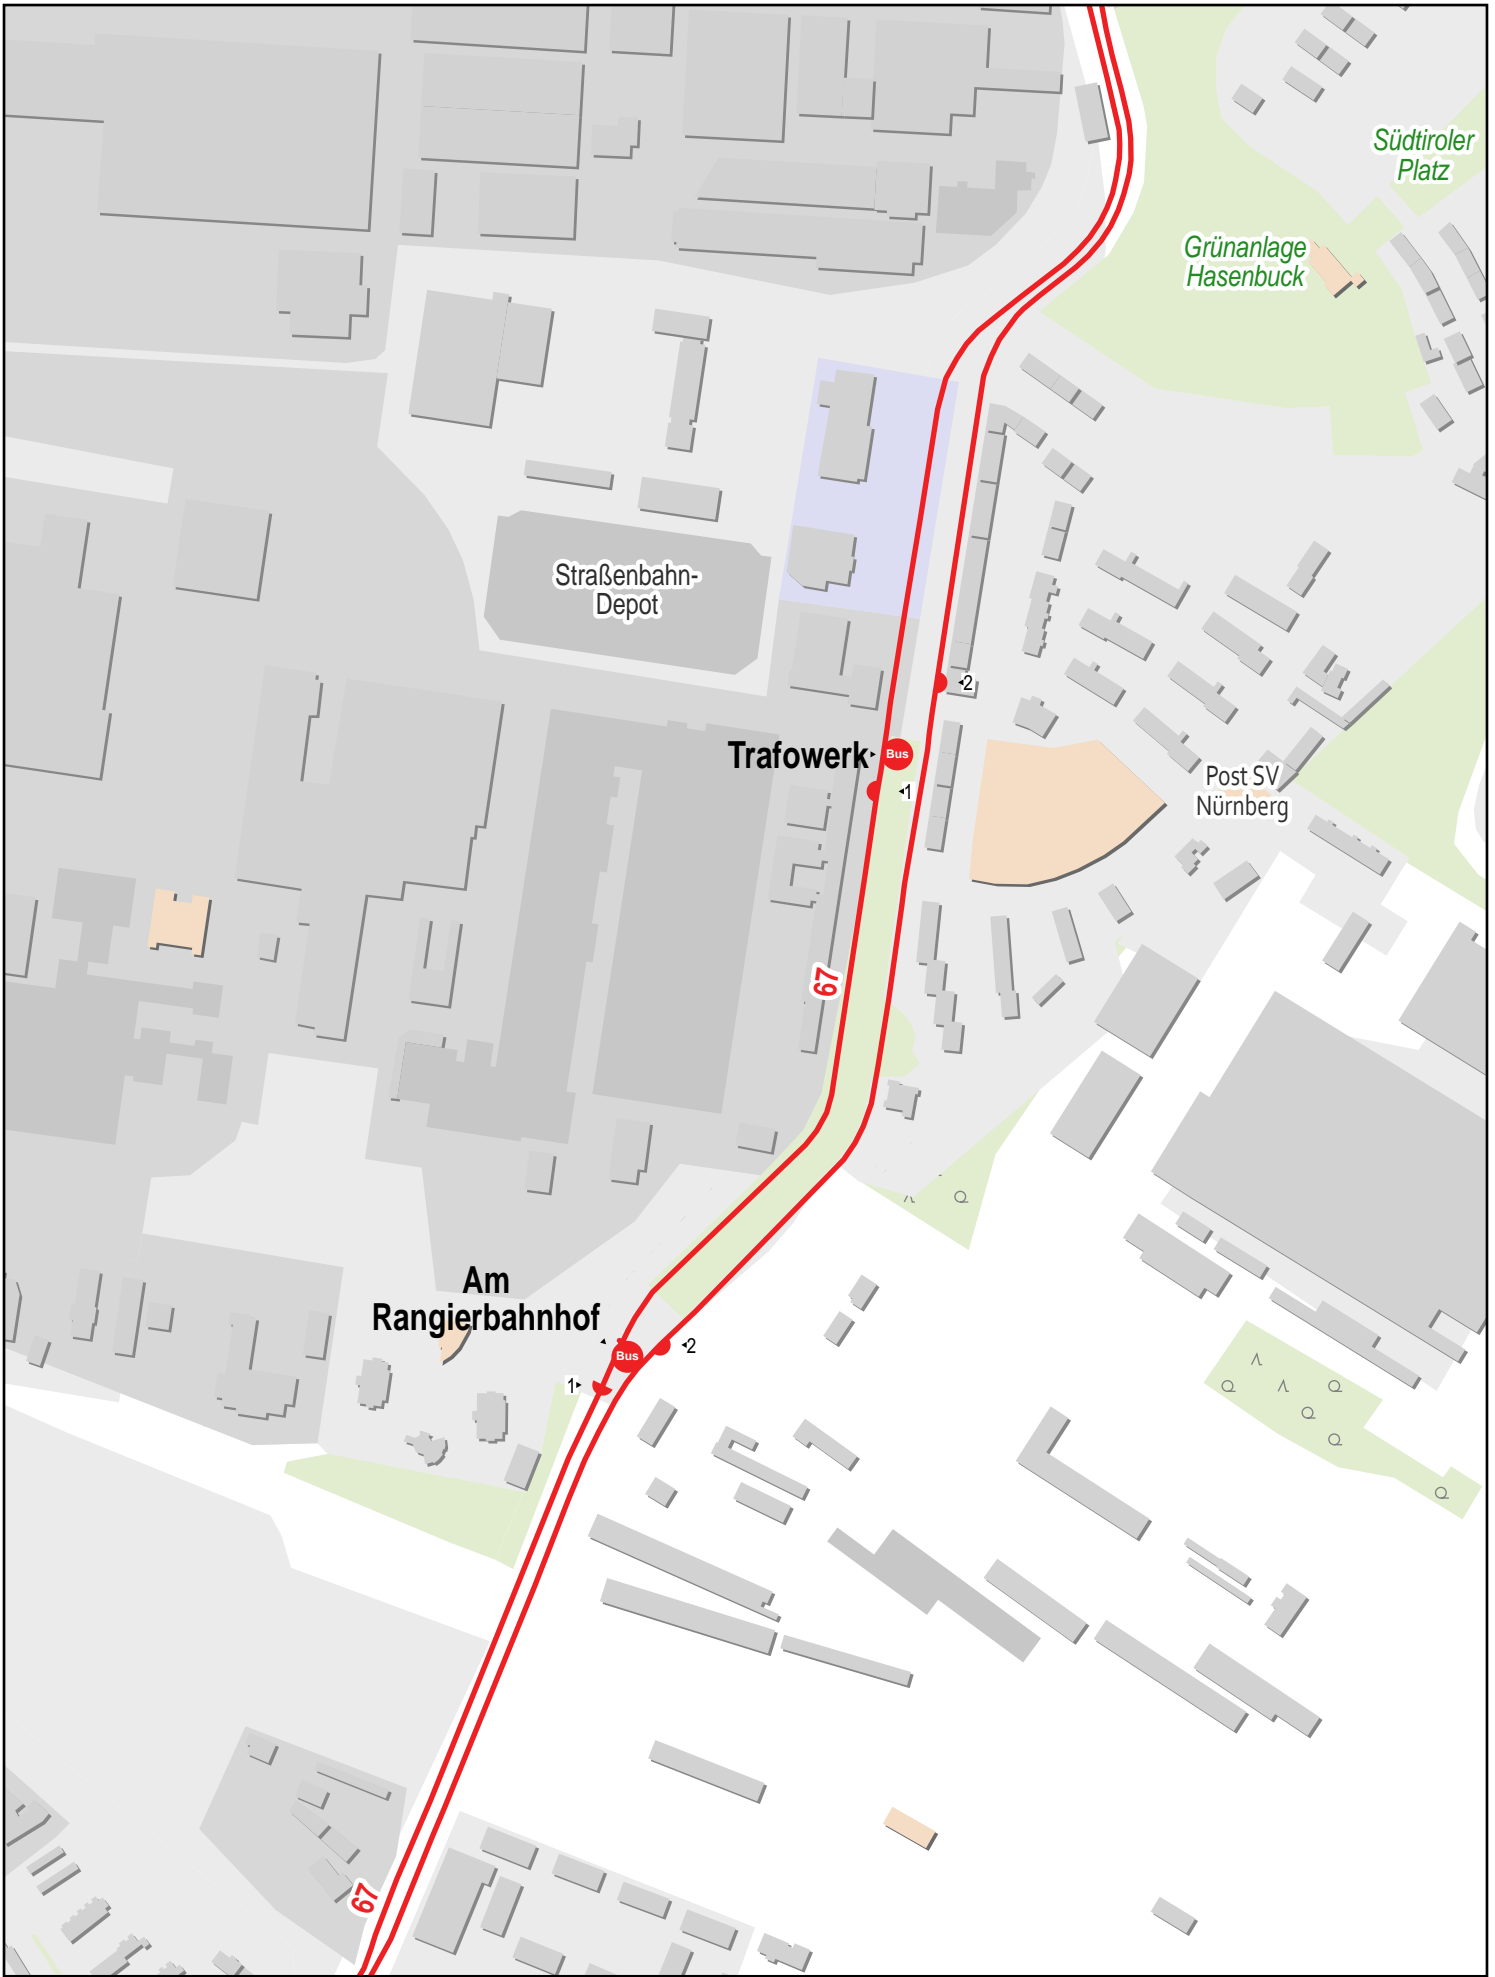 Südtiroler
Platz
Grünanlage
Hasenbuck
Straßenbahn-
Depot
2
Trafowerk
Bus
1
Post SV
Nürnberg
67
Am
Rangierbahnhof
Bus
2
1
67